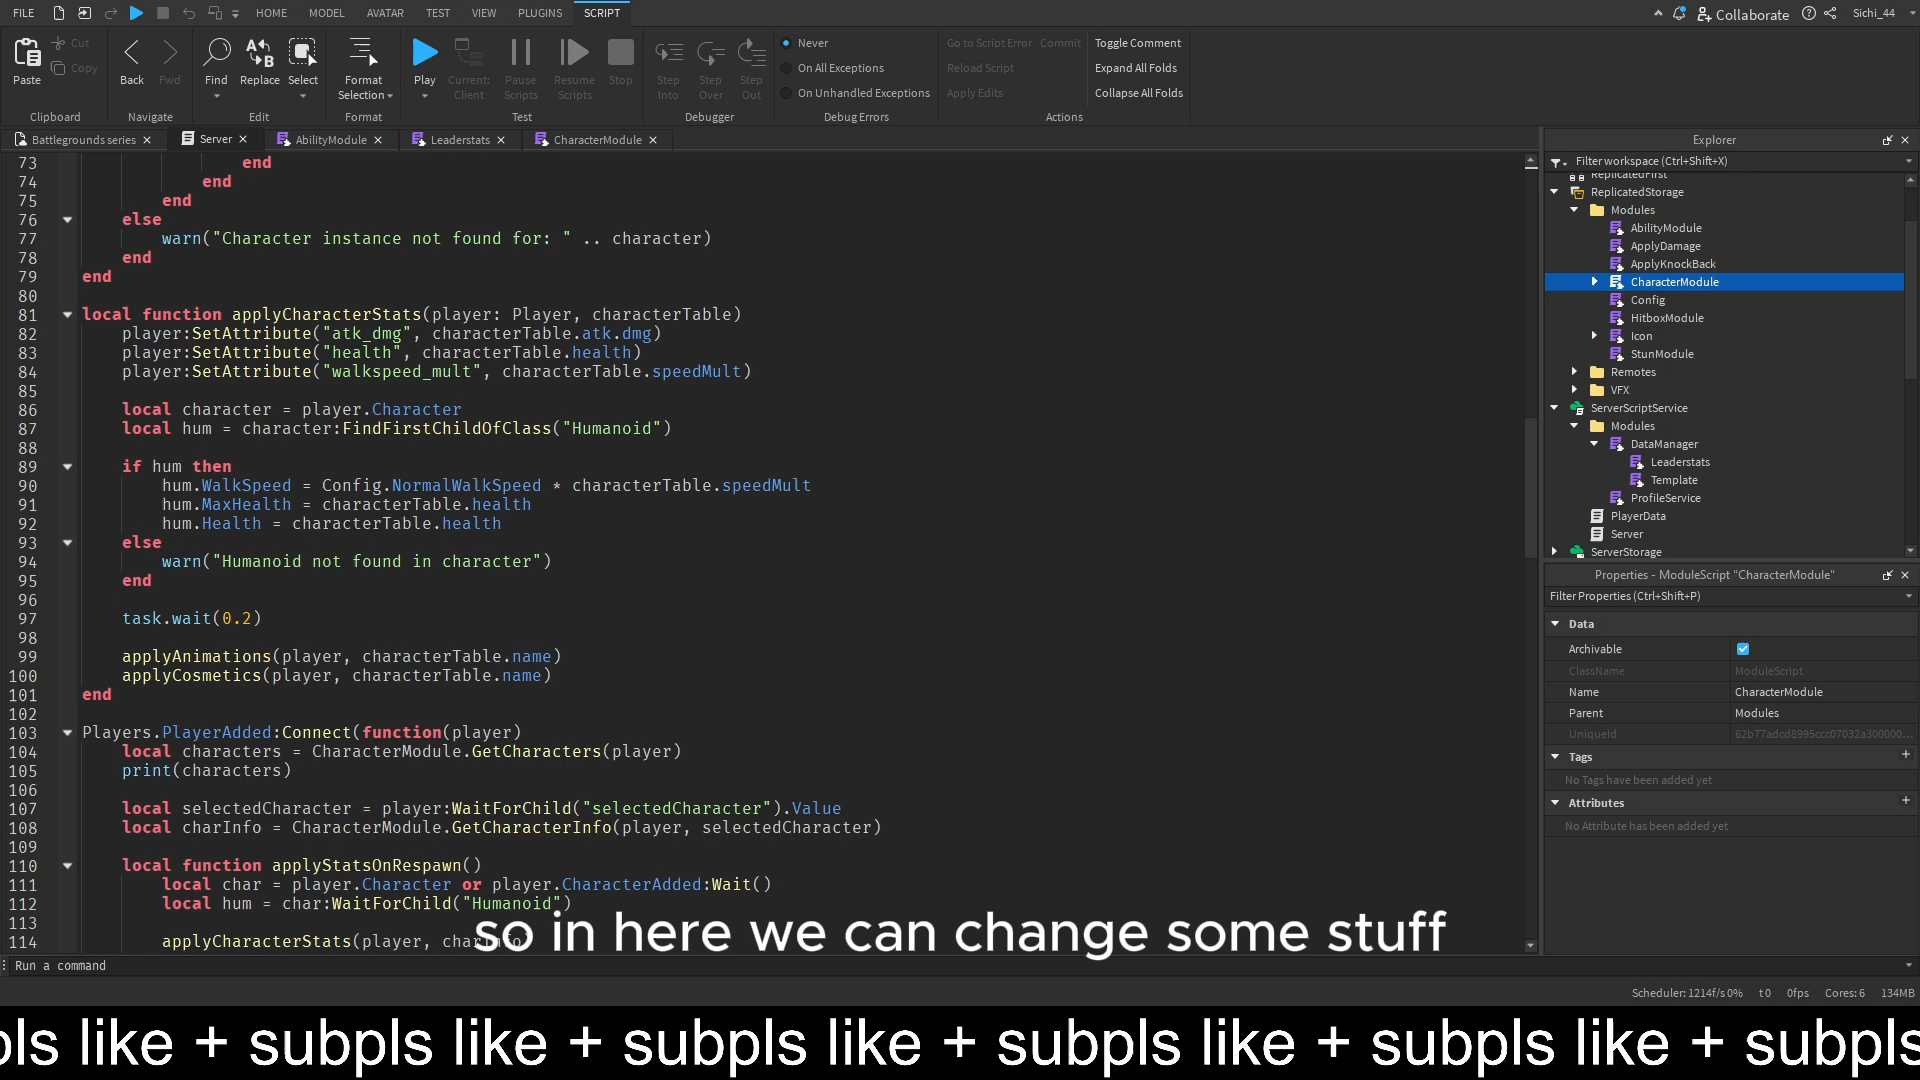 FILE HOME MODEL AVATAR TEST VIEW PLUGINS SCRIPT Collaborate Sichi_44
Paste Cut Copy Back Fwd Find Replace Select Format Selection Play Current: Client Pause Scripts Resume Scripts Stop Step Into Step Over Step Out
Never
On All Exceptions
On Unhandled Exceptions
Go to Script Error Commit Toggle Comment
Reload Script Expand All Folds
Apply Edits Collapse All Folds
Clipboard Navigate Edit Format Test Debugger Debug Errors Actions
Battlegrounds series Server AbilityModule Leaderstats CharacterModule
73 end
74 end
75 end
76 else
77 warn("Character instance not found for: " .. character)
78 end
79 end
80
81 local function applyCharacterStats(player: Player, characterTable)
82 player:SetAttribute("atk_dmg", characterTable.atk.dmg)
83 player:SetAttribute("health", characterTable.health)
84 player:SetAttribute("walkspeed_mult", characterTable.speedMult)
85
86 local character = player.Character
87 local hum = character:FindFirstChildOfClass("Humanoid")
88
89 if hum then
90 hum.WalkSpeed = Config.NormalWalkSpeed * characterTable.speedMult
91 hum.MaxHealth = characterTable.health
92 hum.Health = characterTable.health
93 else
94 warn("Humanoid not found in character")
95 end
96
97 task.wait(0.2)
98
99 applyAnimations(player, characterTable.name)
100 applyCosmetics(player, characterTable.name)
101 end
102
103 Players.PlayerAdded:Connect(function(player)
104 local characters = CharacterModule.GetCharacters(player)
105 print(characters)
106
107 local selectedCharacter = player:WaitForChild("selectedCharacter").Value
108 local charInfo = CharacterModule.GetCharacterInfo(player, selectedCharacter)
109
110 local function applyStatsOnRespawn()
111 local char = player.Character or player.CharacterAdded:Wait()
112 local hum = char:WaitForChild("Humanoid")
113
114 applyCharacterStats(player,
so in here we can change some stuff
Explorer
Filter workspace (Ctrl+Shift+X)
ReplicatedFirst
ReplicatedStorage
Modules
AbilityModule
ApplyDamage
ApplyKnockBack
CharacterModule
Config
HitboxModule
Icon
StunModule
Remotes
VFX
ServerScriptService
Modules
DataManager
Leaderstats
Template
ProfileService
PlayerData
Server
ServerStorage
Properties - ModuleScript "CharacterModule"
Filter Properties (Ctrl+Shift+P)
Data
Archivable
ClassName ModuleScript
Name CharacterModule
Parent Modules
UniqueId 62b77adcd8995ccc07032a300000...
Tags
No Tags have been added yet
Attributes
No Attribute has been added yet
Run a command
Scheduler: 1214f/s 0% t 0 0fps Cores: 6 134MB
pls like + subpls like + subpls like + subpls like + subpls like + subpls